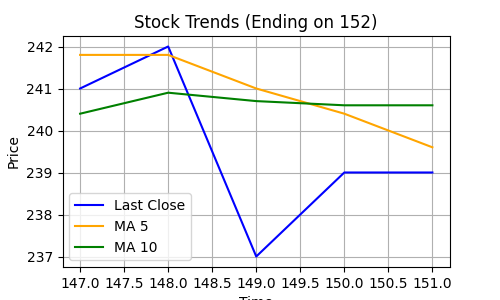 Stock Trends (Ending on 152)
242
241
240
239
238
237
Price
Last Close
MA 5
MA 10
147.0 147.5 148.0 148.5 149.0 149.5 150.0 150.5 151.0
Time